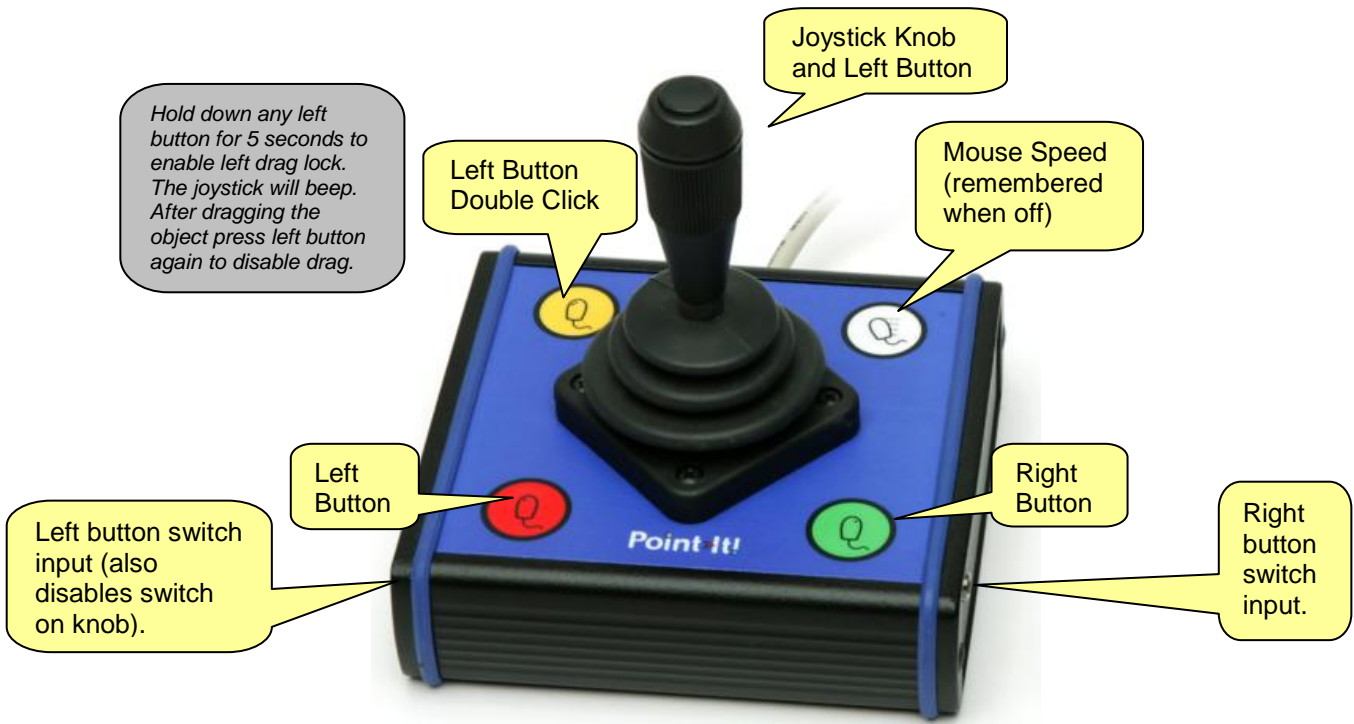 Joystick Knob
and Left Button
Hold down any left
button for 5 seconds to
enable left drag lock.
The joystick will beep.
After dragging the
object press left button
again to disable drag.
Left Button
Double Click
Mouse Speed
(remembered
when off)
Left
Button
Right
Button
Left button switch
input (also
disables switch
on knob).
Right
button
switch
input.
Point-It!